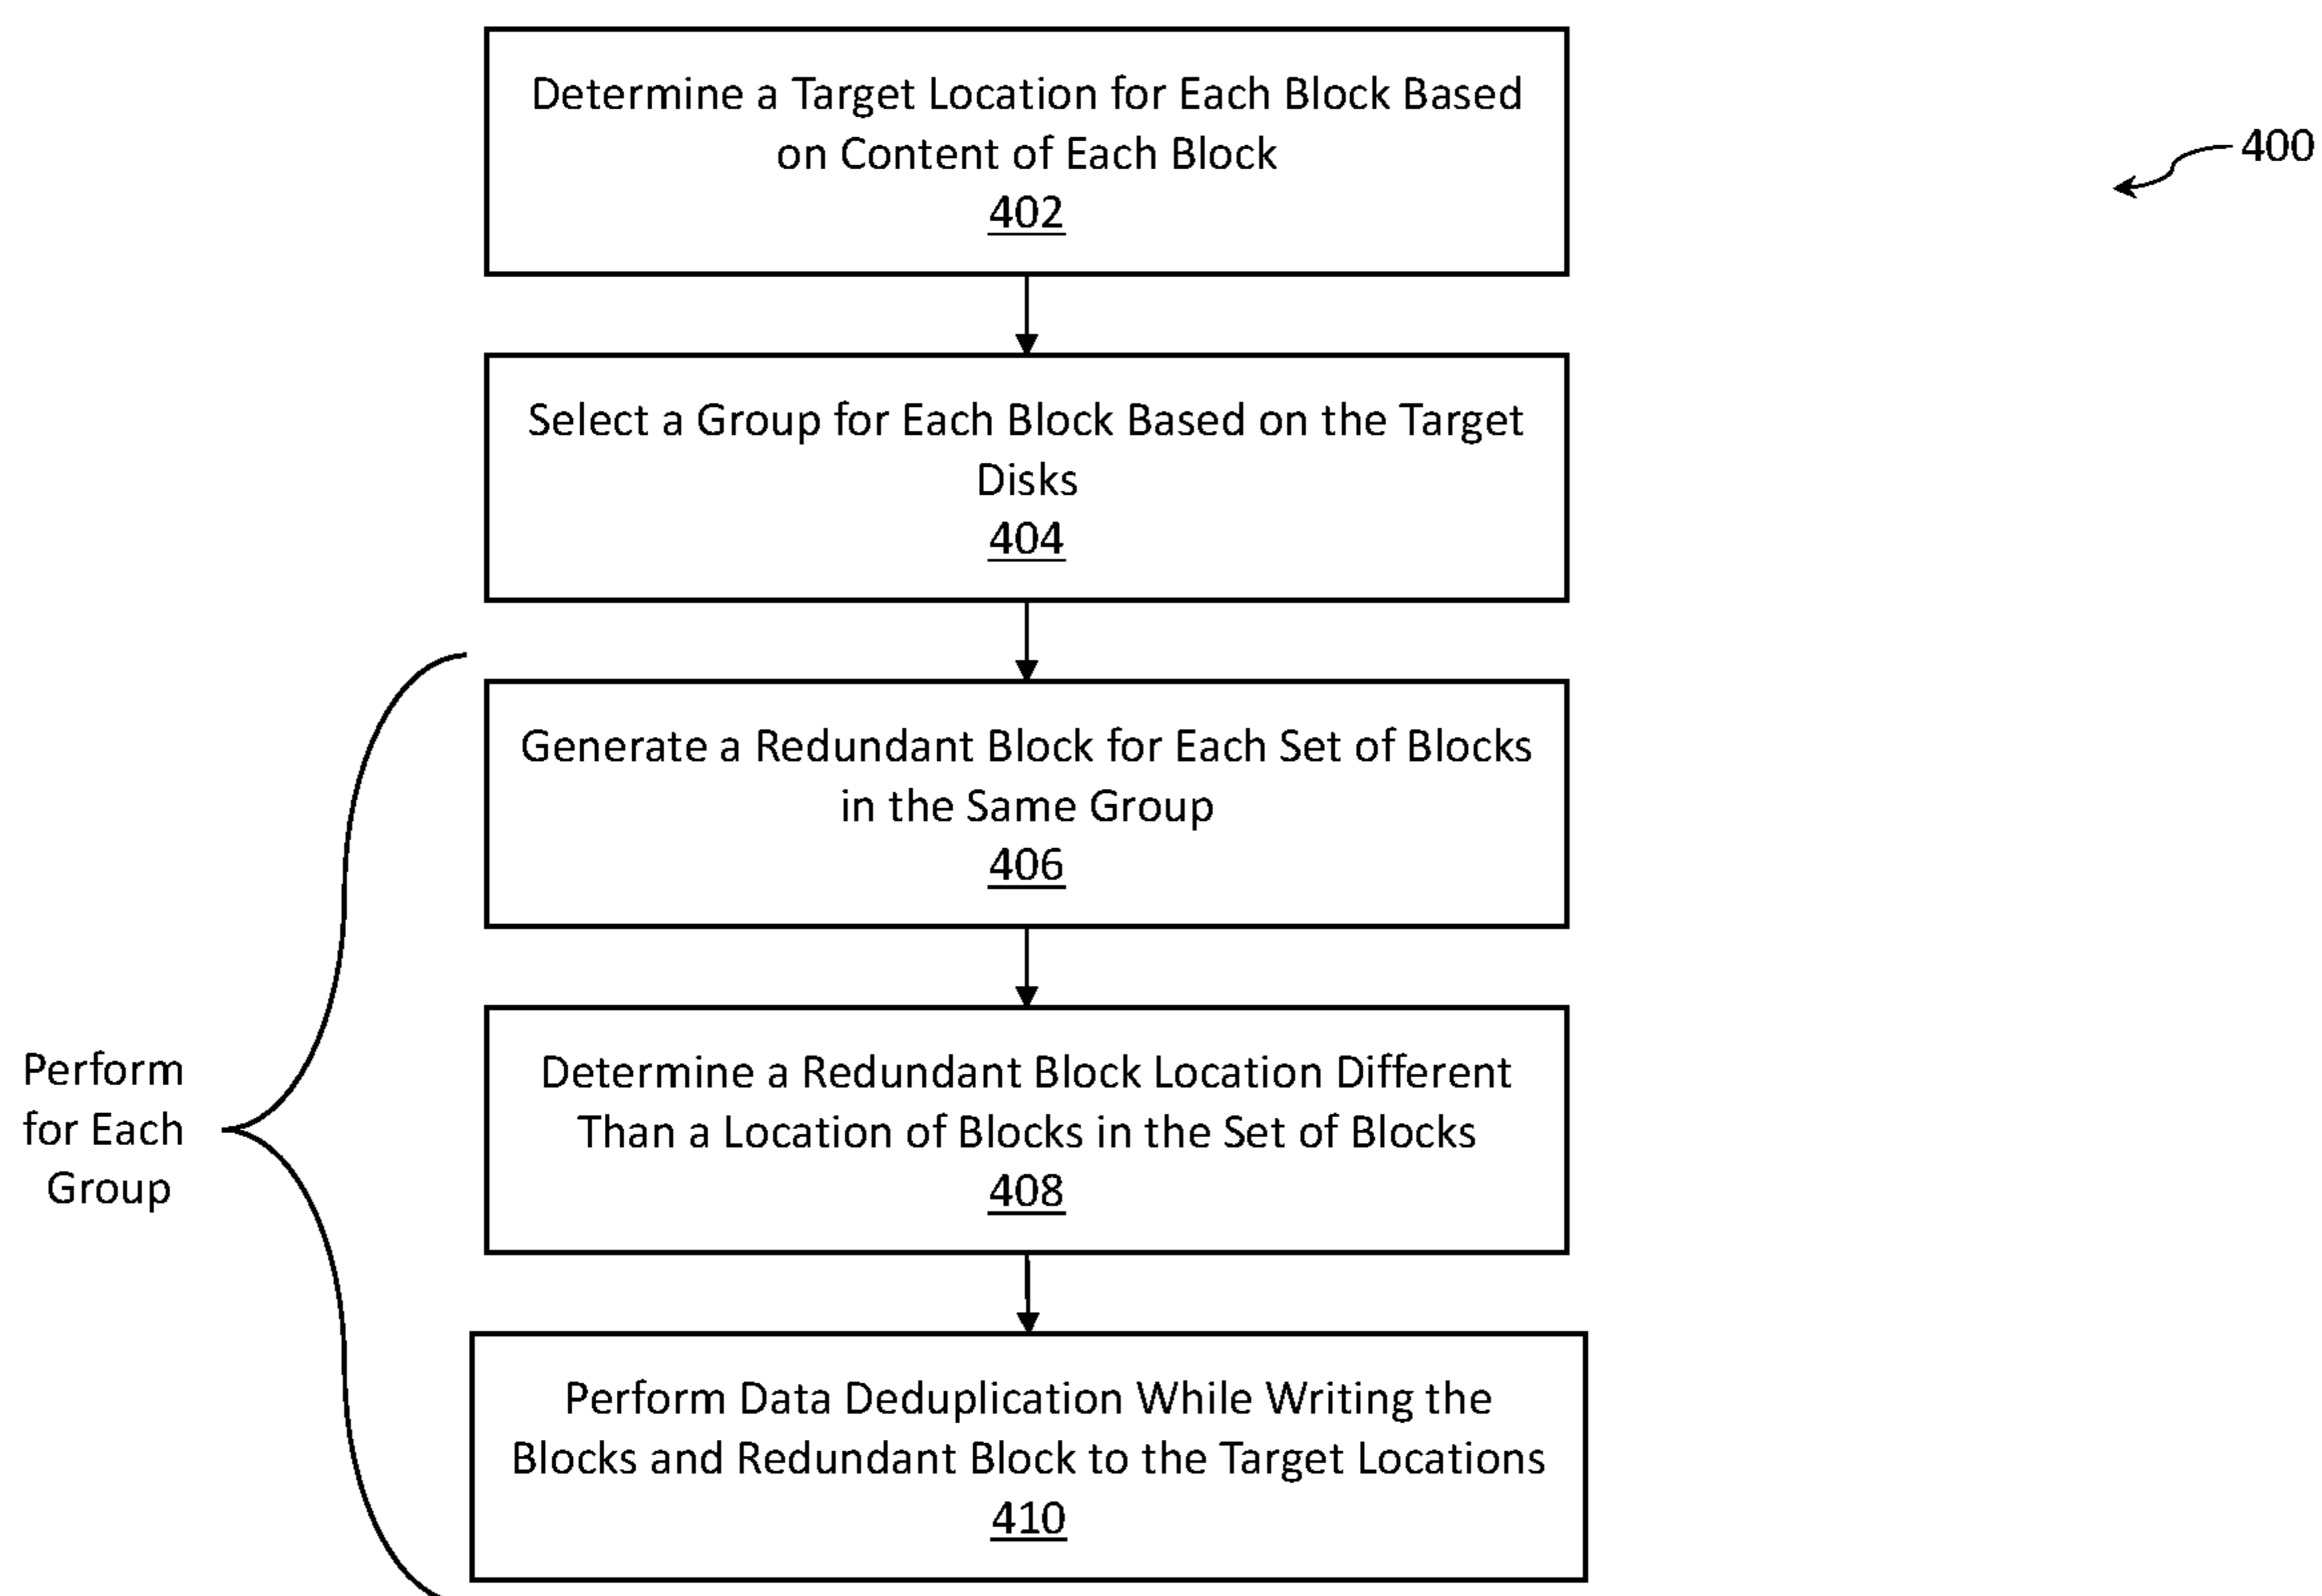 Determine a Target Location for Each Block Based
on Content of Each Block
402
400
Select a Group for Each Block Based on the Target
Disks
404
Generate a Redundant Block for Each Set of Blocks
in the Same Group
406
Determine a Redundant Block Location Different
Than a Location of Blocks in the Set of Blocks
408
Perform
for Each
Group
Perform Data Deduplication While Writing the
Blocks and Redundant Block to the Target Locations
410